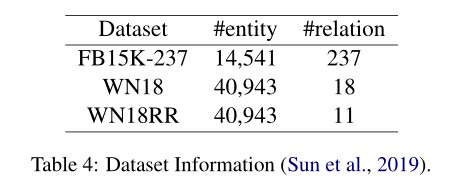 Dataset #entity #relation
FB15K-237 14,541 237
WN18 40,943 18
WN18RR 40,943 11
Table 4: Dataset Information (Sun et al., 2019).